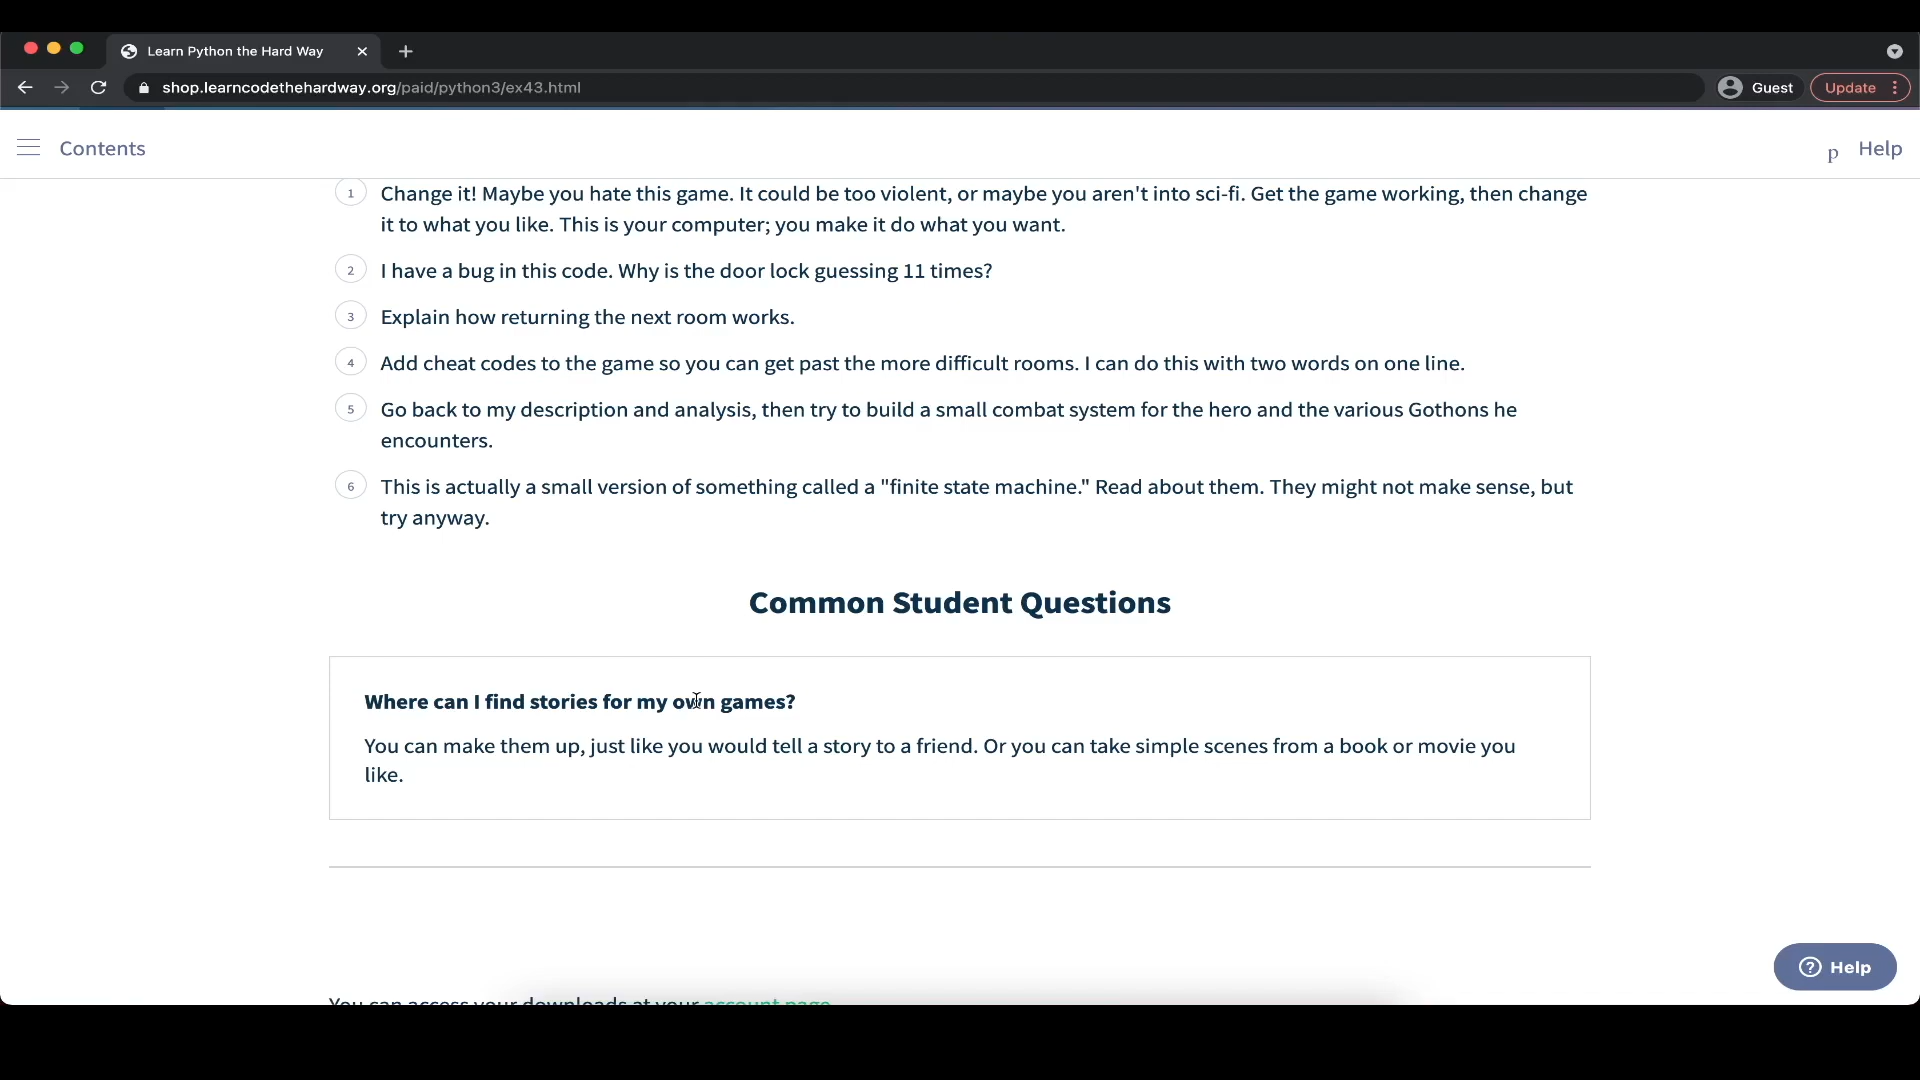 Learn Python the Hard Way
shop.learncodethehardway.org/paid/python3/ex43.html
Guest
Update
Contents
p Help
1 Change it! Maybe you hate this game. It could be too violent, or maybe you aren't into sci-fi. Get the game working, then change
it to what you like. This is your computer; you make it do what you want.
2 I have a bug in this code. Why is the door lock guessing 11 times?
3 Explain how returning the next room works.
4 Add cheat codes to the game so you can get past the more difficult rooms. I can do this with two words on one line.
5 Go back to my description and analysis, then try to build a small combat system for the hero and the various Gothons he
encounters.
6 This is actually a small version of something called a "finite state machine." Read about them. They might not make sense, but
try anyway.
Common Student Questions
Where can I find stories for my own games?
You can make them up, just like you would tell a story to a friend. Or you can take simple scenes from a book or movie you
like.
? Help
You can access your downloads at your account page